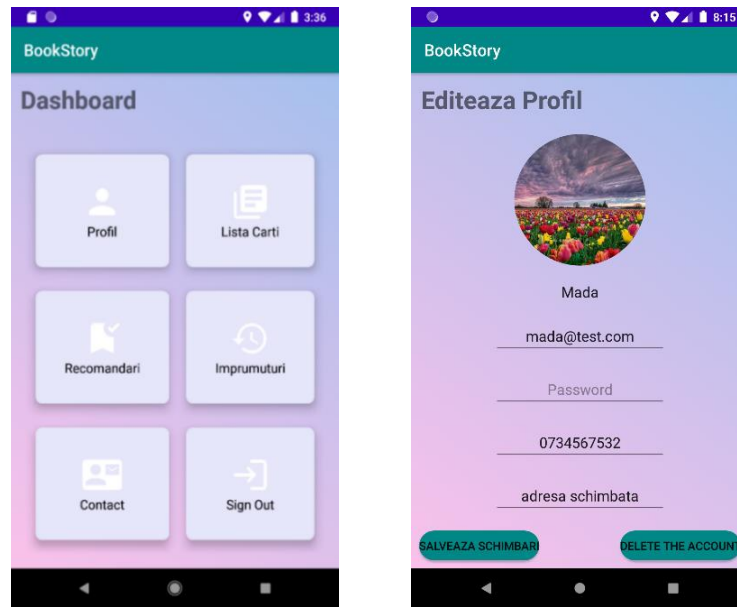 3:36
BookStory
Dashboard
Profil
Lista Carti
Recomandari
Imprumuturi
Contact
Sign Out
8:15
BookStory
Editeaza Profil
Mada
mada@test.com
Password
0734567532
adresa schimbata
SALVEAZA SCHIMBARI
DELETE THE ACCOUNT